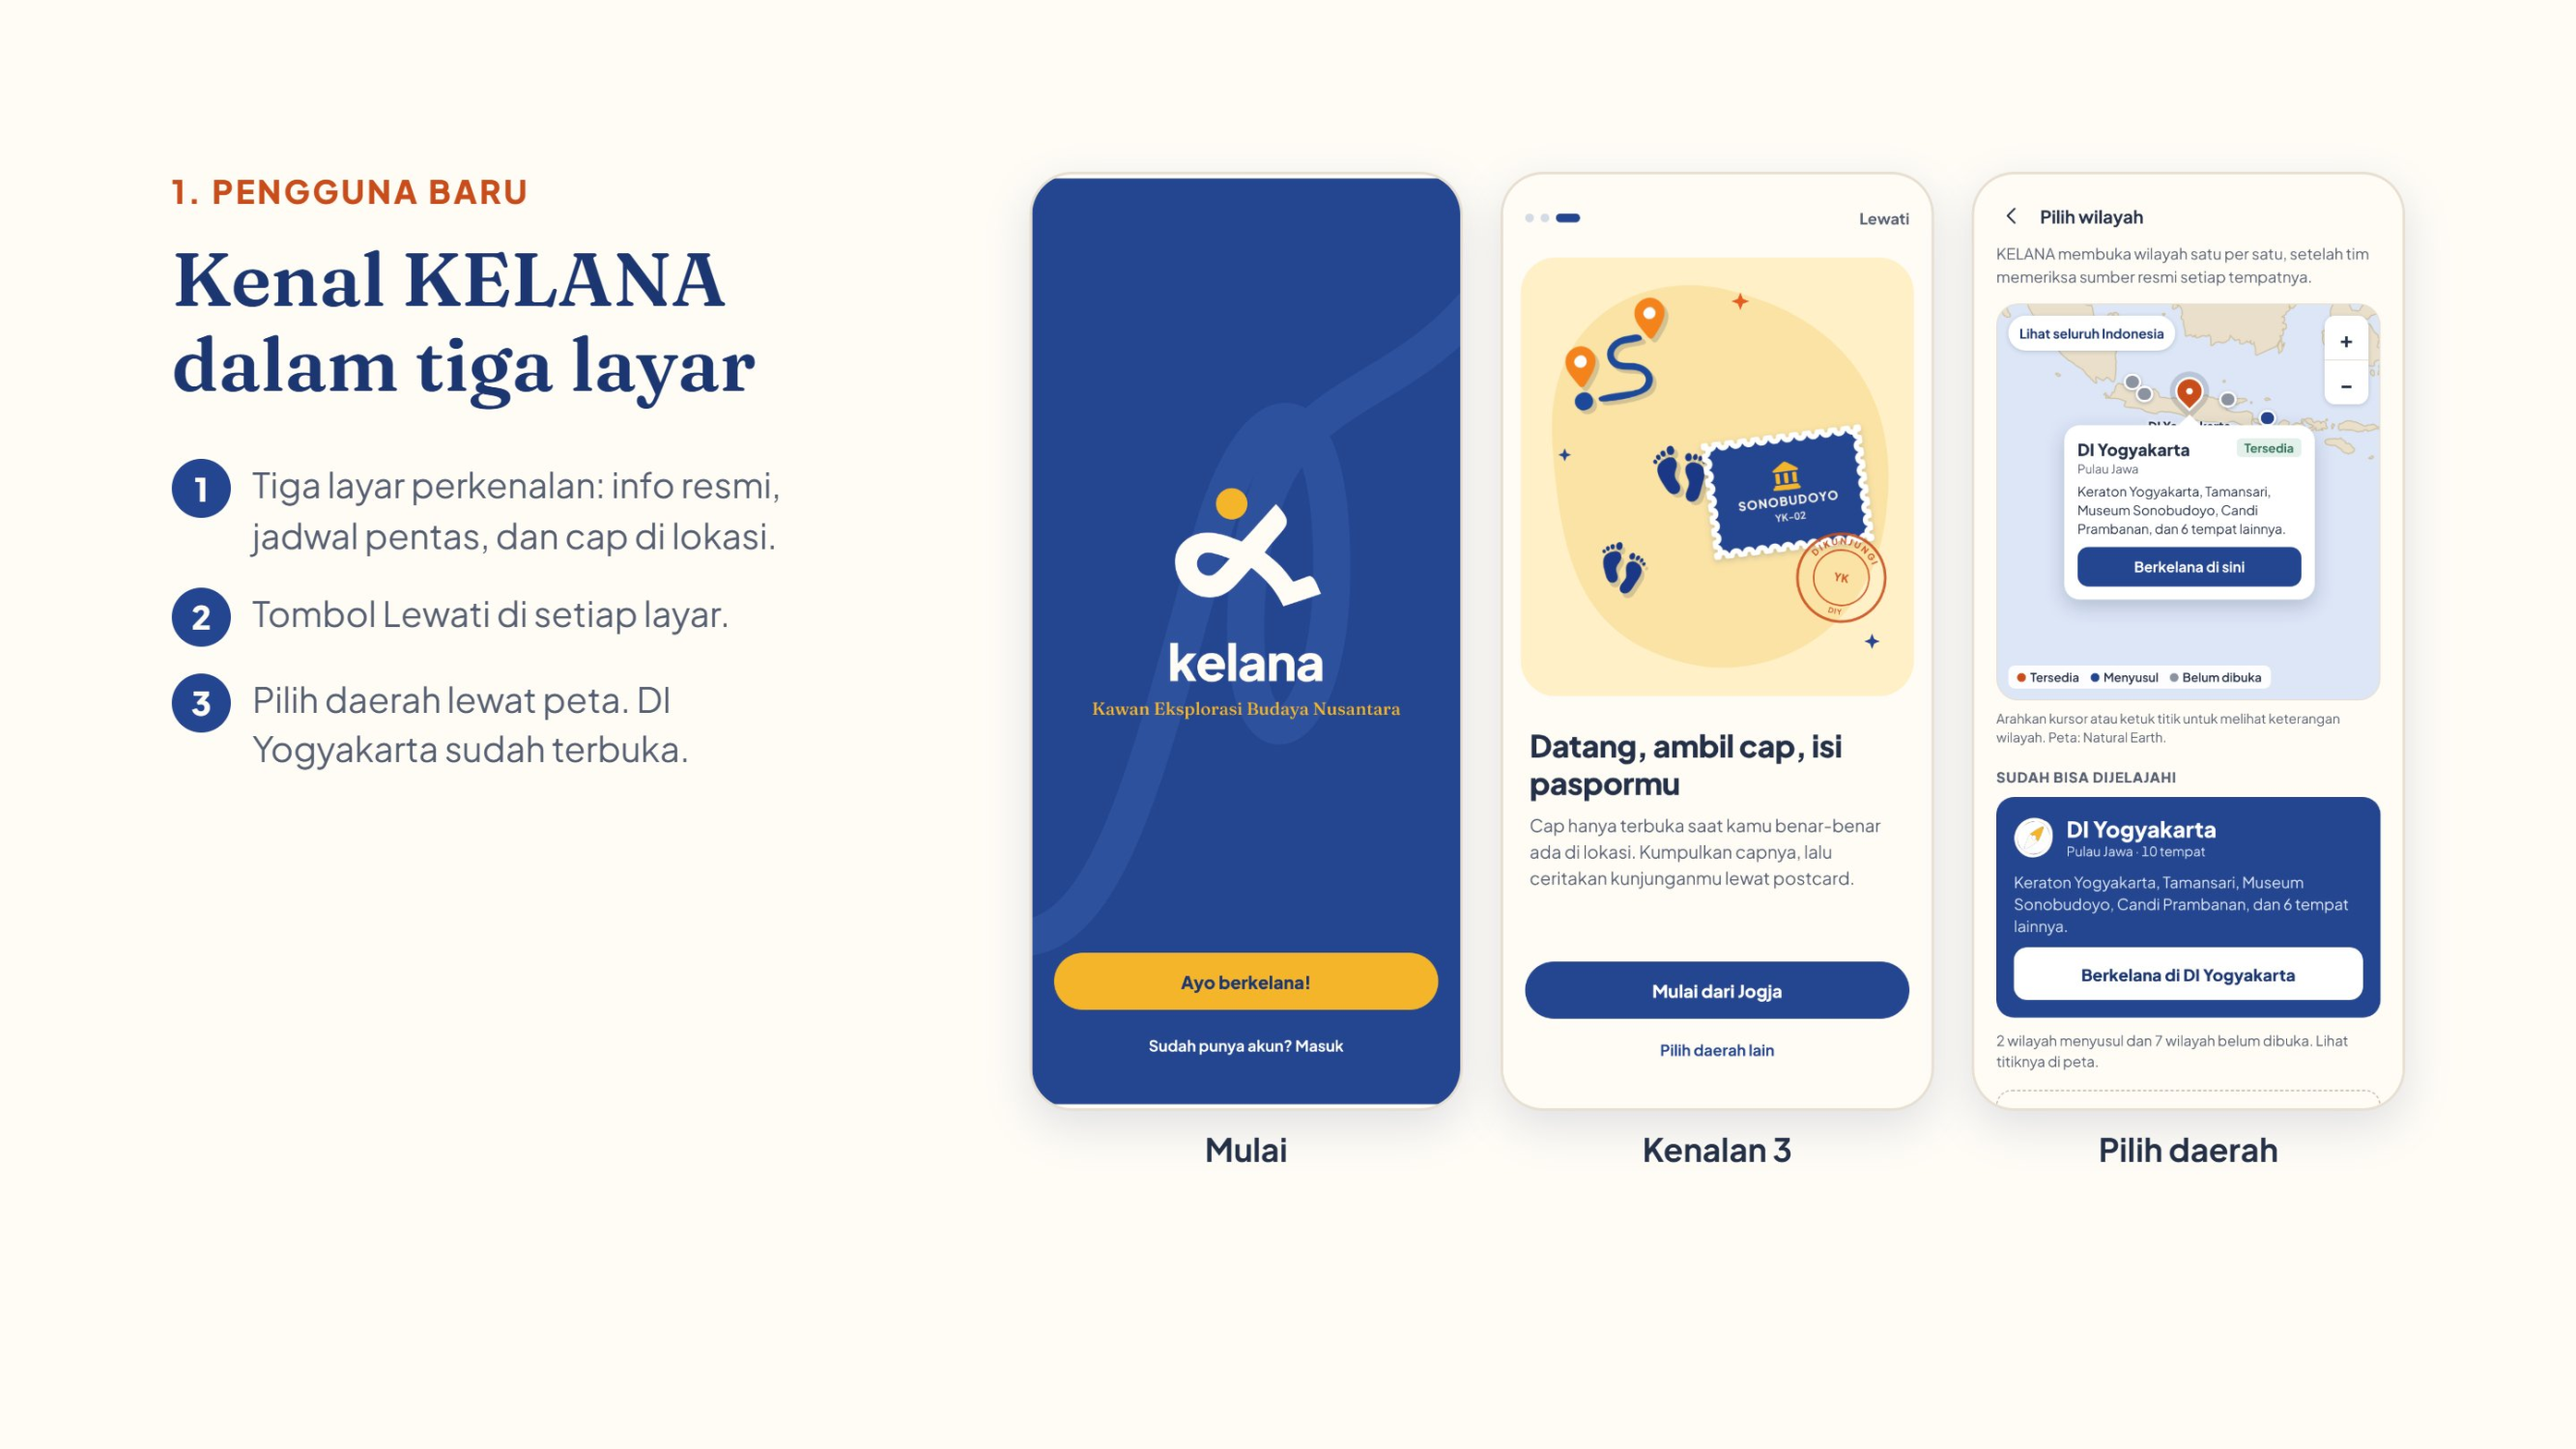 1. PENGGUNA BARU
Kenal KELANA
dalam tiga layar
1
Tiga layar perkenalan: info resmi,
jadwal pentas, dan cap di lokasi.
2
Tombol Lewati di setiap layar.
3
Pilih daerah lewat peta. DI
Yogyakarta sudah terbuka.
kelana
Kawan Eksplorasi Budaya Nusantara
Ayo berkelana!
Sudah punya akun? Masuk
Mulai
Lewati
SONOBUDOYO
YK-02
DIKUNJUNGI
YK
DIY
Datang, ambil cap, isi
paspormu
Cap hanya terbuka saat kamu benar-benar
ada di lokasi. Kumpulkan capnya, lalu
ceritakan kunjunganmu lewat postcard.
Mulai dari Jogja
Pilih daerah lain
Kenalan 3
Pilih wilayah
KELANA membuka wilayah satu per satu, setelah tim
memeriksa sumber resmi setiap tempatnya.
Lihat seluruh Indonesia
+
−
DI Yogyakarta
Tersedia
Pulau Jawa
Keraton Yogyakarta, Tamansari,
Museum Sonobudoyo, Candi
Prambanan, dan 6 tempat lainnya.
Berkelana di sini
Tersedia
Menyusul
Belum dibuka
Arahkan kursor atau ketuk titik untuk melihat keterangan
wilayah. Peta: Natural Earth.
SUDAH BISA DIJELAJAHI
DI Yogyakarta
Pulau Jawa · 10 tempat
Keraton Yogyakarta, Tamansari, Museum
Sonobudoyo, Candi Prambanan, dan 6 tempat
lainnya.
Berkelana di DI Yogyakarta
2 wilayah menyusul dan 7 wilayah belum dibuka. Lihat
titiknya di peta.
Pilih daerah